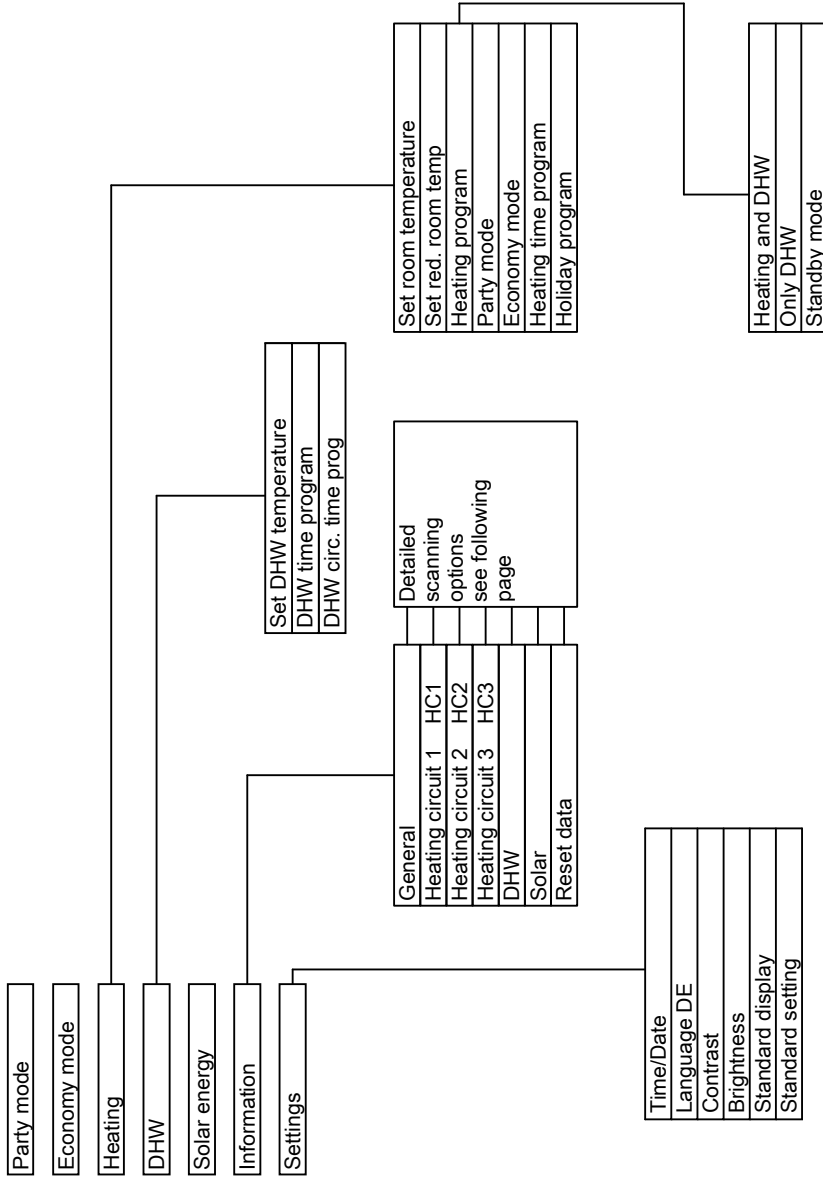 Party mode
Economy mode
Heating
DHW
Solar energy
Information
Settings
Set room temperature
Set red. room temp
Heating program
Party mode
Economy mode
Heating time program
Holiday program
Heating and DHW
Only DHW
Standby mode
Set DHW temperature
DHW time program
DHW circ. time prog
General
Heating circuit 1 HC1
Heating circuit 2 HC2
Heating circuit 3 HC3
DHW
Solar
Reset data
Detailed
scanning
options
see following
page
Time/Date
Language DE
Contrast
Brightness
Standard display
Standard setting